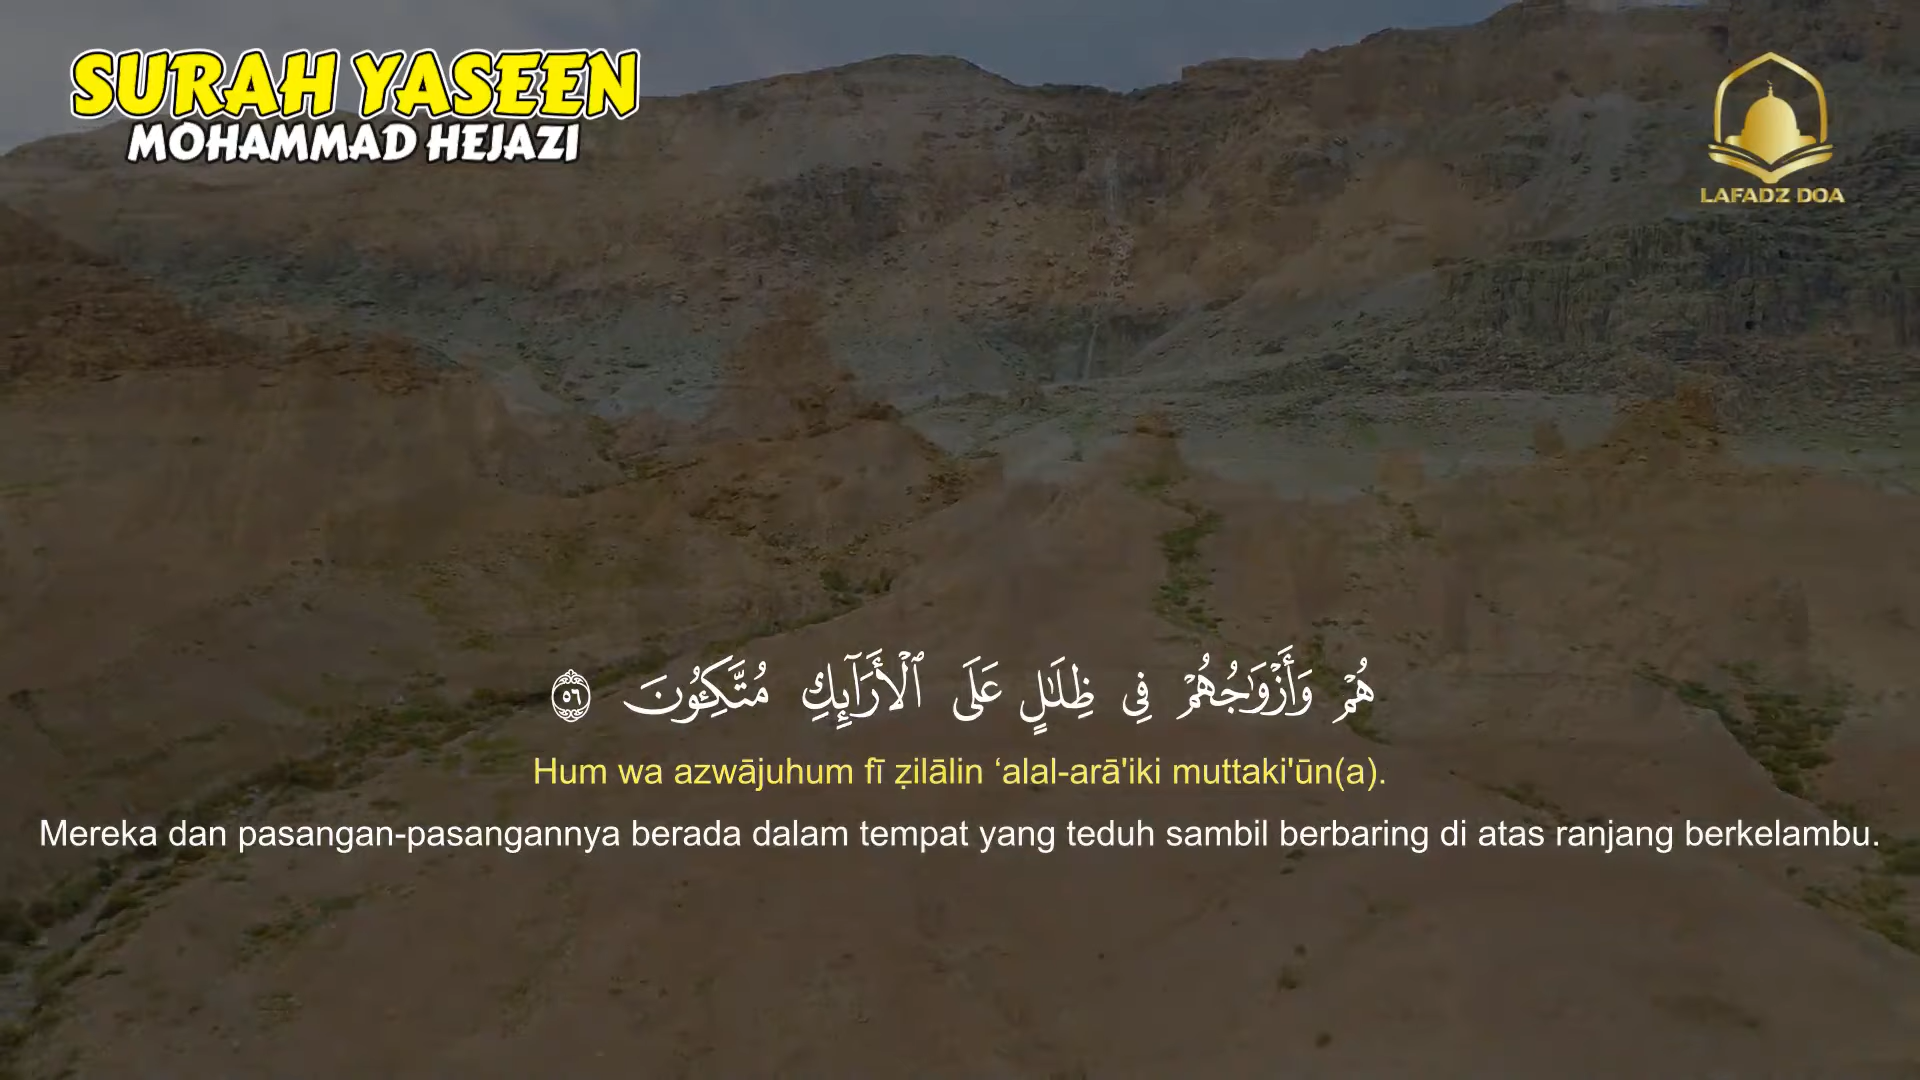 SURAH YASEEN
MOHAMMAD HEJAZI
LAFADZ DOA
هُمْ وَأَزْوَٰجُهُمْ فِى ظِلَٰلٍ عَلَى ٱلْأَرَآئِكِ مُتَّكِـُٔونَ ٥٦
Hum wa azwājuhum fī ẓilālin ‘alal-arā'iki muttaki'ūn(a).
Mereka dan pasangan-pasangannya berada dalam tempat yang teduh sambil berbaring di atas ranjang berkelambu.